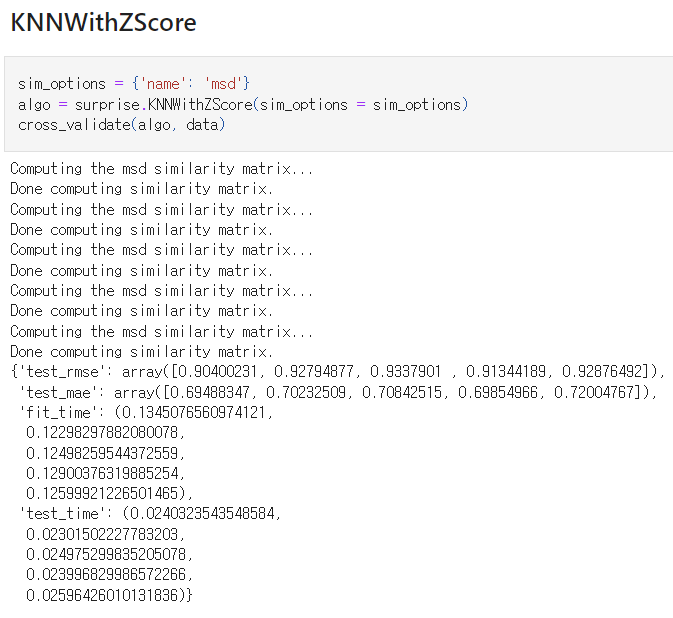 KNNWithZScore
sim_options = {'name': 'msd'}
algo = surprise.KNNWithZScore(sim_options = sim_options)
cross_validate(algo, data)
Computing the msd similarity matrix...
Done computing similarity matrix.
Computing the msd similarity matrix...
Done computing similarity matrix.
Computing the msd similarity matrix...
Done computing similarity matrix.
Computing the msd similarity matrix...
Done computing similarity matrix.
Computing the msd similarity matrix...
Done computing similarity matrix.
{'test_rmse': array([0.90400231, 0.92794877, 0.9337901 , 0.91344189, 0.92876492]),
 'test_mae': array([0.69488347, 0.70232509, 0.70842515, 0.69854966, 0.72004767]),
 'fit_time': (0.1345076560974121,
  0.12298297882080078,
  0.12498259544372559,
  0.12900376319885254,
  0.12599921226501465),
 'test_time': (0.0240323543548584,
  0.02301502227783203,
  0.024975299835205078,
  0.023996829986572266,
  0.02596426010131836)}